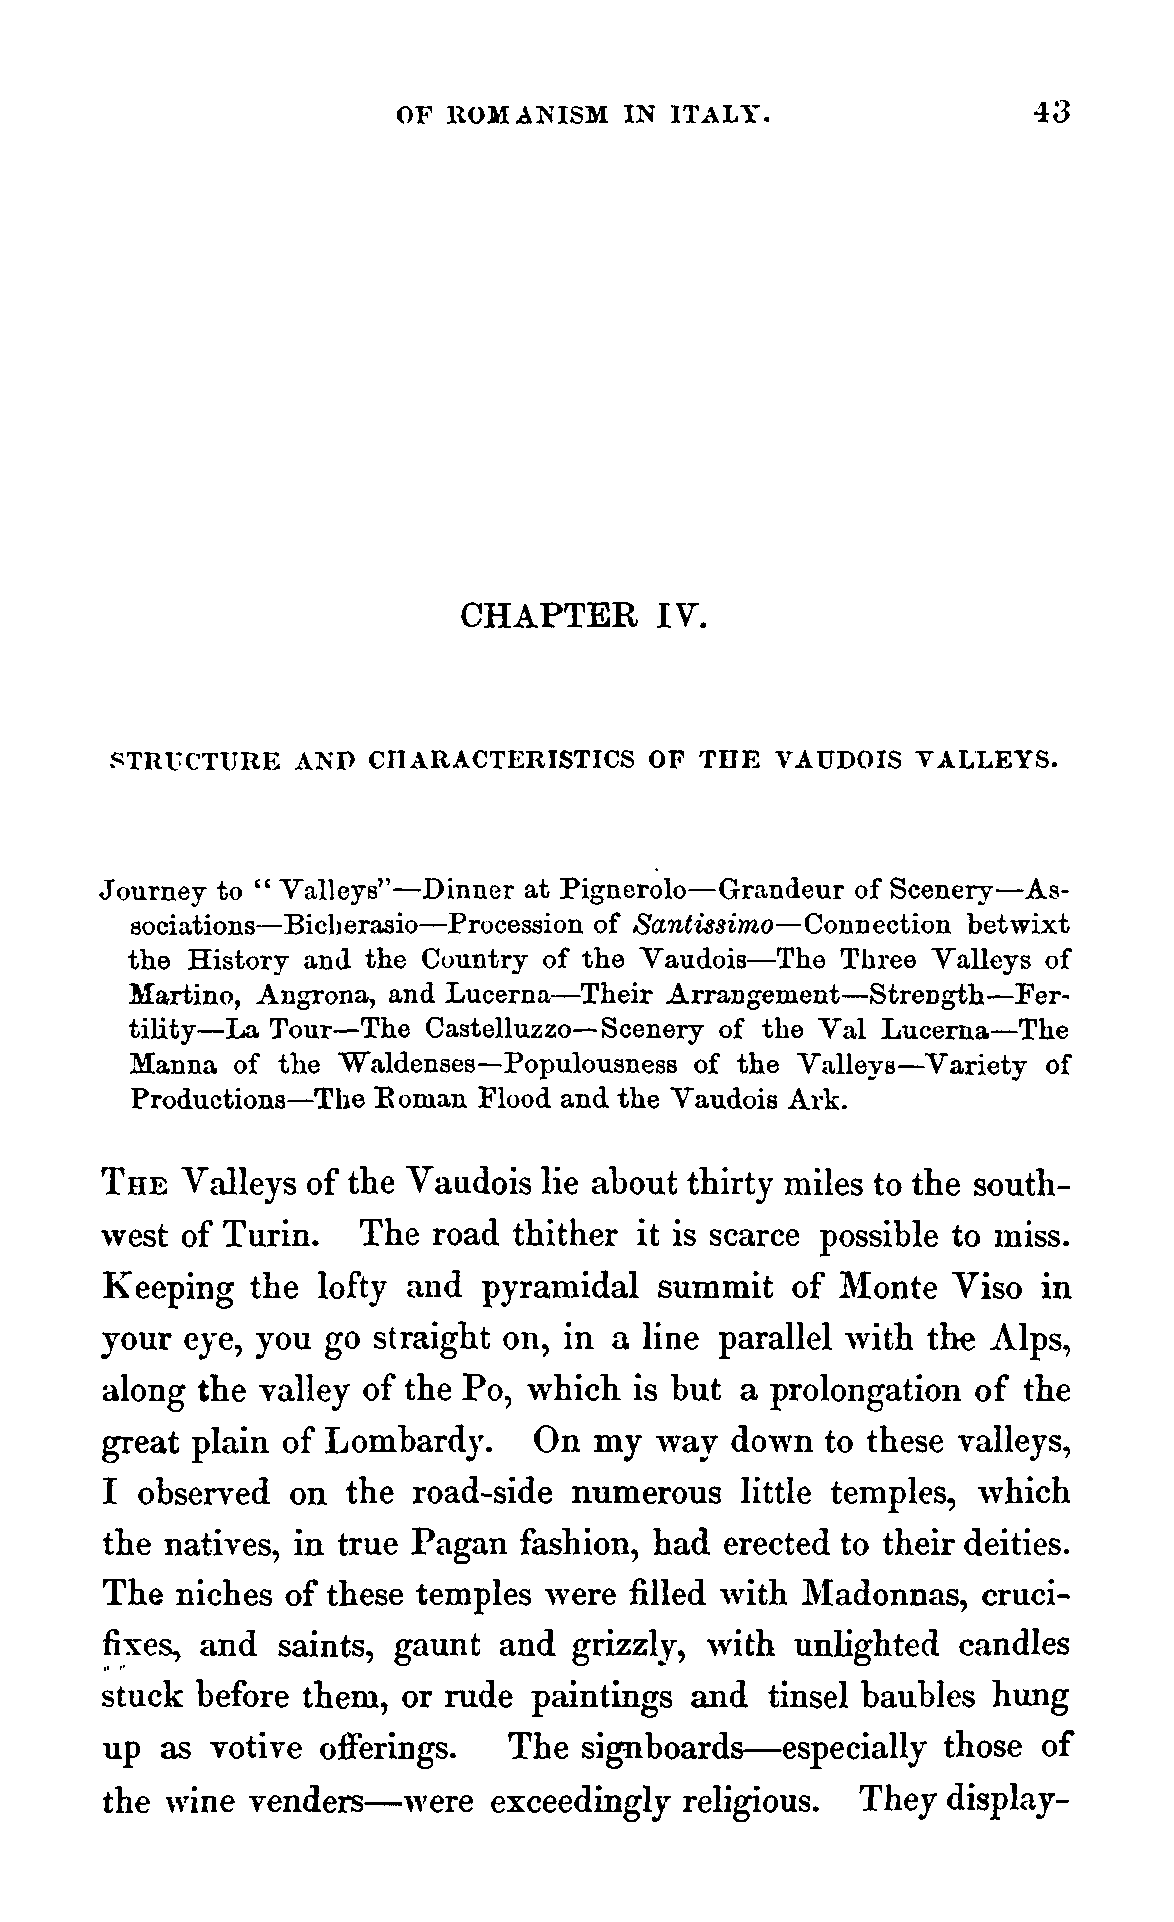 OF ROMANISM IN ITALY. 43
CHAPTER IV.
STRUCTURE AND CHARACTERISTICS OF THE VAUDOIS VALLEYS.
Journey to “ Valleys”—Dinner at Pignerolo—Grandeur of Scenery—As-
sociations—Bicherasio—Procession of Santissimo—Connection betwixt
the History and the Country of the Vaudois—The Three Valleys of
Martino, Angrona, and Lucerna—Their Arrangement—Strength—Fer-
tility—La Tour—The Castelluzzo—Scenery of the Val Lucerna—The
Manna of the Waldenses—Populousness of the Valleys—Variety of
Productions—The Roman Flood and the Vaudois Ark.
THE Valleys of the Vaudois lie about thirty miles to the south-
west of Turin. The road thither it is scarce possible to miss.
Keeping the lofty and pyramidal summit of Monte Viso in
your eye, you go straight on, in a line parallel with the Alps,
along the valley of the Po, which is but a prolongation of the
great plain of Lombardy. On my way down to these valleys,
I observed on the road-side numerous little temples, which
the natives, in true Pagan fashion, had erected to their deities.
The niches of these temples were filled with Madonnas, cruci-
fixes, and saints, gaunt and grizzly, with unlighted candles
stuck before them, or rude paintings and tinsel baubles hung
up as votive offerings. The signboards—especially those of
the wine venders—were exceedingly religious. They display-